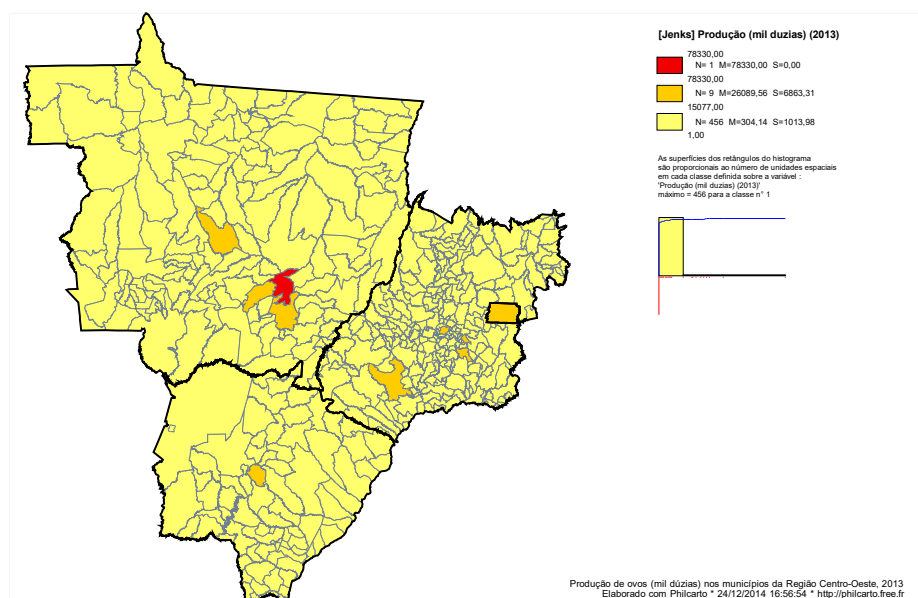 [Jenks] Produção (mil duzias) (2013)
78330,00
N= 1 M=78330,00 S=0,00
78330,00
N= 9 M=26089,56 S=6863,31
15077,00
N= 456 M=304,14 S=1013,98
1,00
As superfícies dos retângulos do histograma
são proporcionais ao número de unidades espaciais
em cada classe definida sobre a variável :
'Produção (mil duzias) (2013)'
máximo = 456 para a classe n° 1
Produção de ovos (mil dúzias) nos municípios da Região Centro-Oeste, 2013
Elaborado com Philcarto * 24/12/2014 16:56:54 * http://philcarto.free.fr